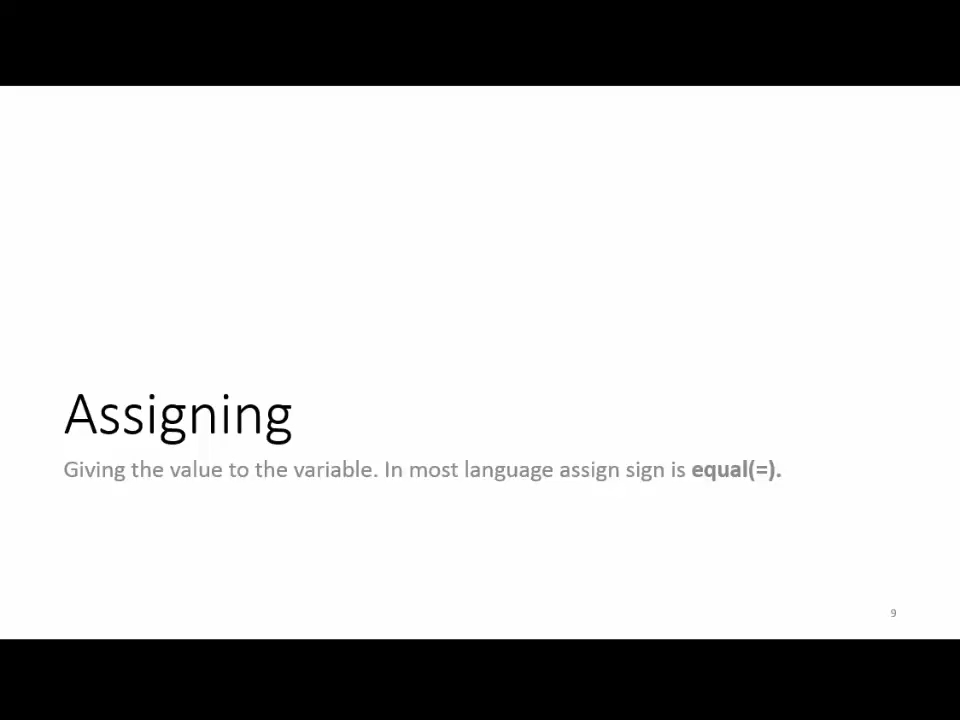 Assigning
Giving the value to the variable. In most language assign sign is equal(=).
9